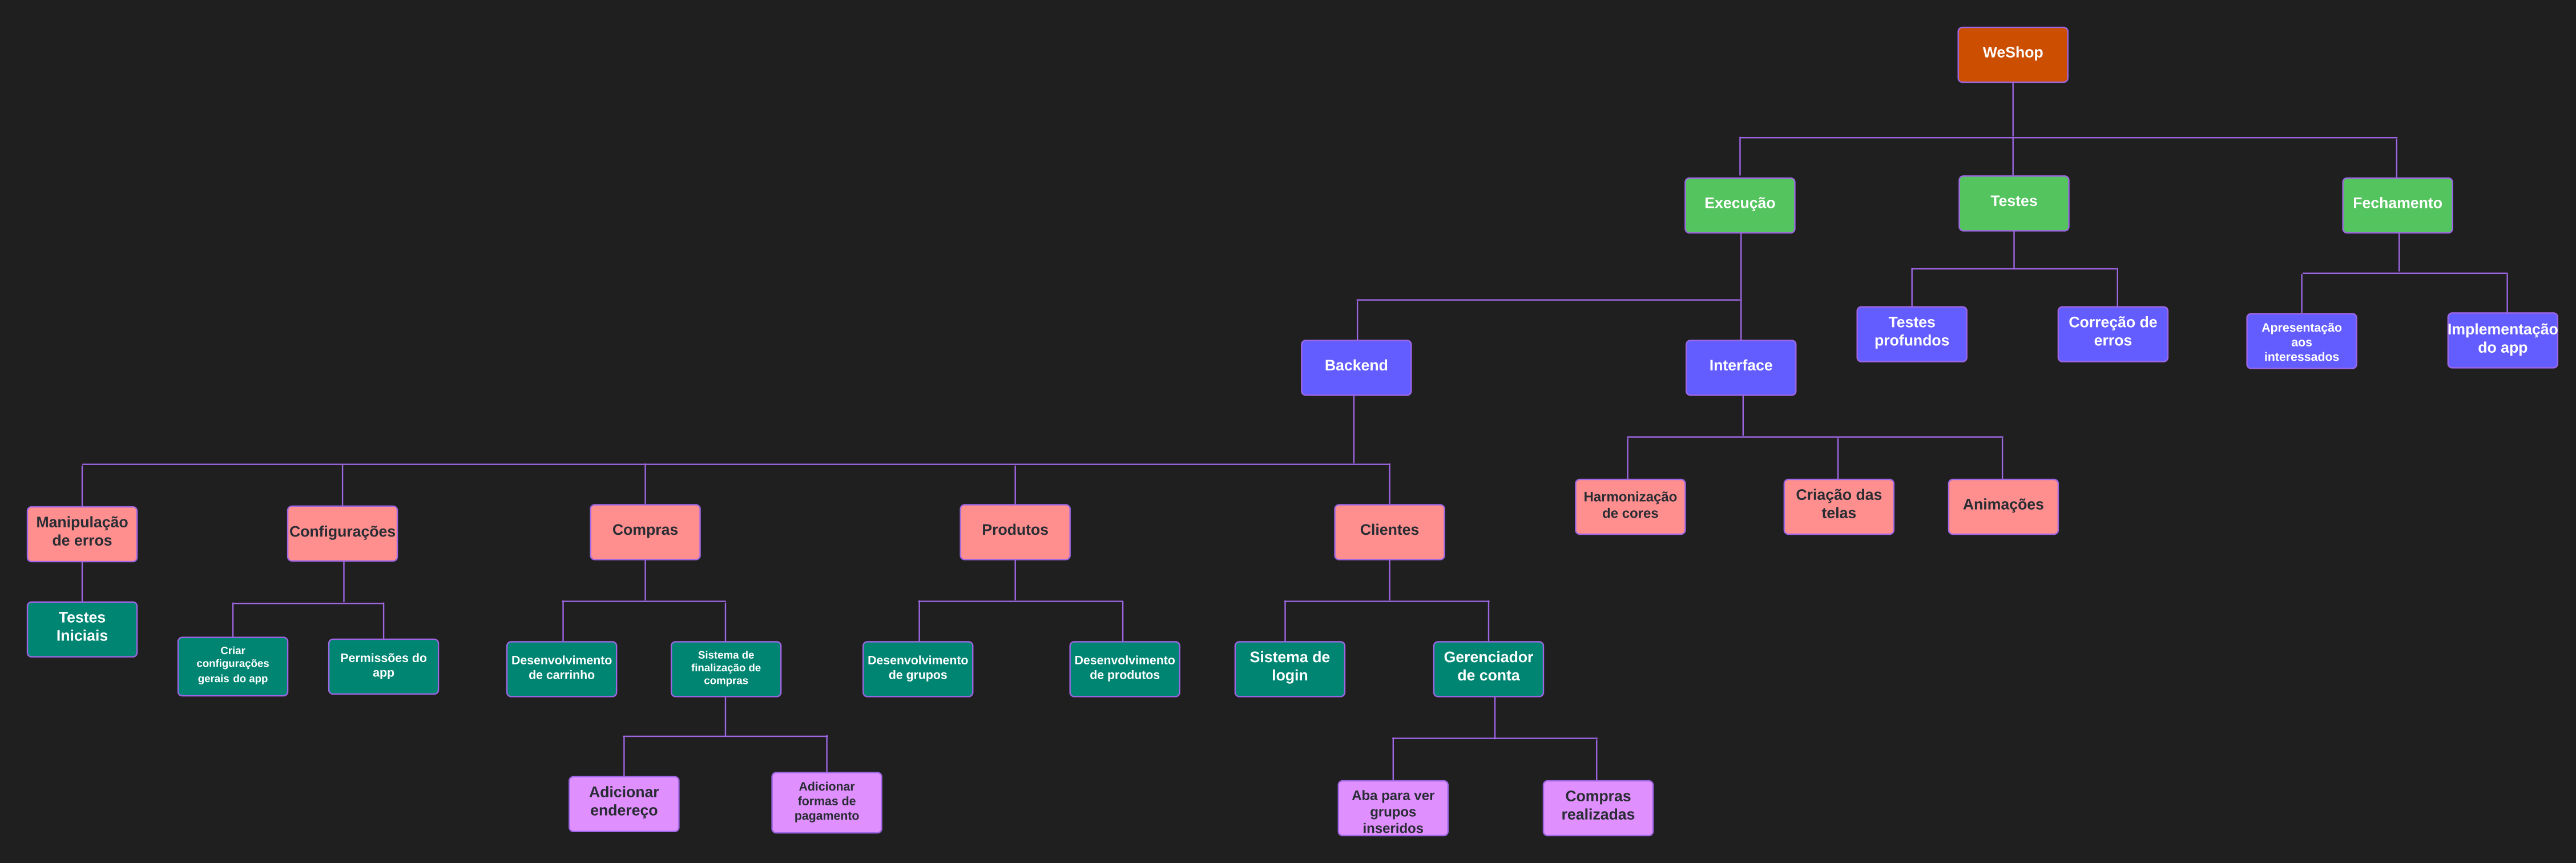 WeShop
Execução
Testes
Fechamento
Testes
profundos
Correção de
erros
Apresentação
aos
interessados
Implementação
do app
Backend
Interface
Harmonização
de cores
Criação das
telas
Animações
Manipulação
de erros
Configurações
Compras
Produtos
Clientes
Testes
Iniciais
Criar
configurações
gerais do app
Permissões do
app
Desenvolvimento
de carrinho
Sistema de
finalização de
compras
Desenvolvimento
de grupos
Desenvolvimento
de produtos
Sistema de
login
Gerenciador
de conta
Adicionar
endereço
Adicionar
formas de
pagamento
Aba para ver
grupos
inseridos
Compras
realizadas